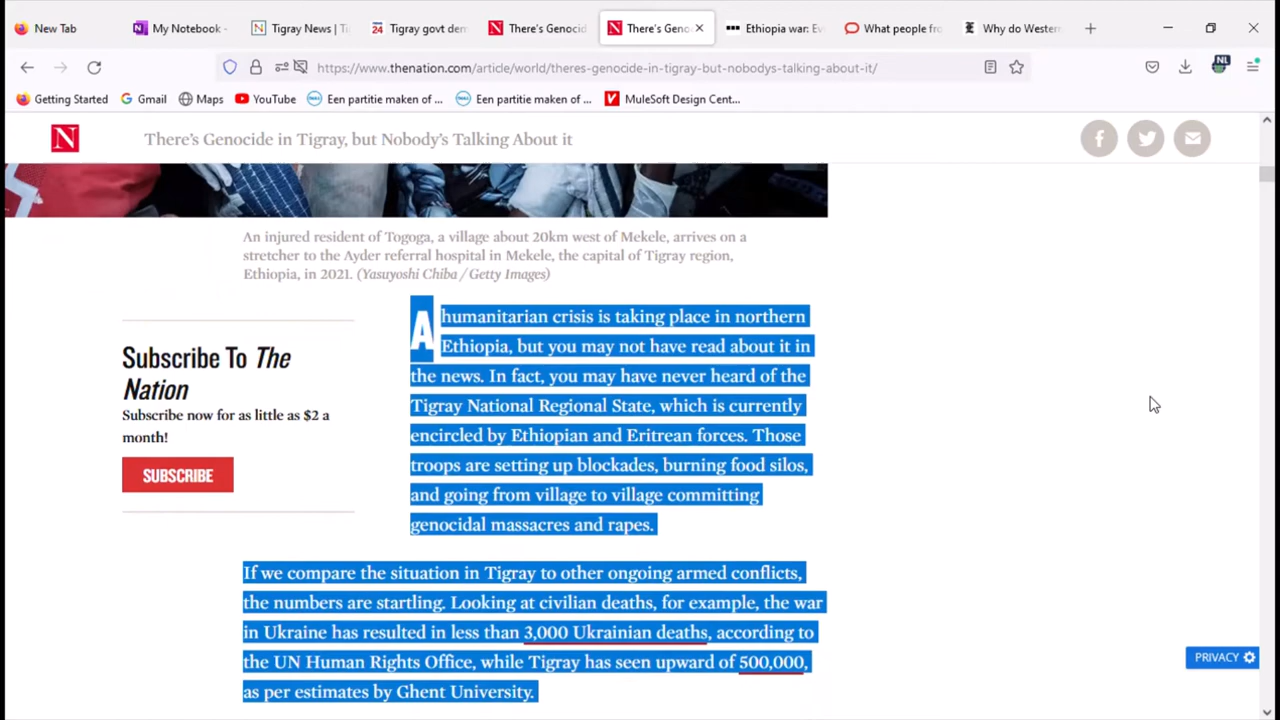 New Tab
My Notebook -
Tigray News | Ti
24 Tigray govt dem
N There's Genocid
N There's Geno
Ethiopia war: Evi
What people fro
Why do Western
https://www.thenation.com/article/world/theres-genocide-in-tigray-but-nobodys-talking-about-it/
NL
Getting Started
Gmail
Maps
YouTube
Een partitie maken of ...
Een partitie maken of ...
MuleSoft Design Cent...
N
There's Genocide in Tigray, but Nobody's Talking About it
An injured resident of Togoga, a village about 20km west of Mekele, arrives on a
stretcher to the Ayder referral hospital in Mekele, the capital of Tigray region,
Ethiopia, in 2021. (Yasuyoshi Chiba / Getty Images)
Subscribe To The
Nation
Subscribe now for as little as $2 a
month!
SUBSCRIBE
A humanitarian crisis is taking place in northern
Ethiopia, but you may not have read about it in
the news. In fact, you may have never heard of the
Tigray National Regional State, which is currently
encircled by Ethiopian and Eritrean forces. Those
troops are setting up blockades, burning food silos,
and going from village to village committing
genocidal massacres and rapes.
If we compare the situation in Tigray to other ongoing armed conflicts,
the numbers are startling. Looking at civilian deaths, for example, the war
in Ukraine has resulted in less than 3,000 Ukrainian deaths, according to
the UN Human Rights Office, while Tigray has seen upward of 500,000,
as per estimates by Ghent University.
PRIVACY